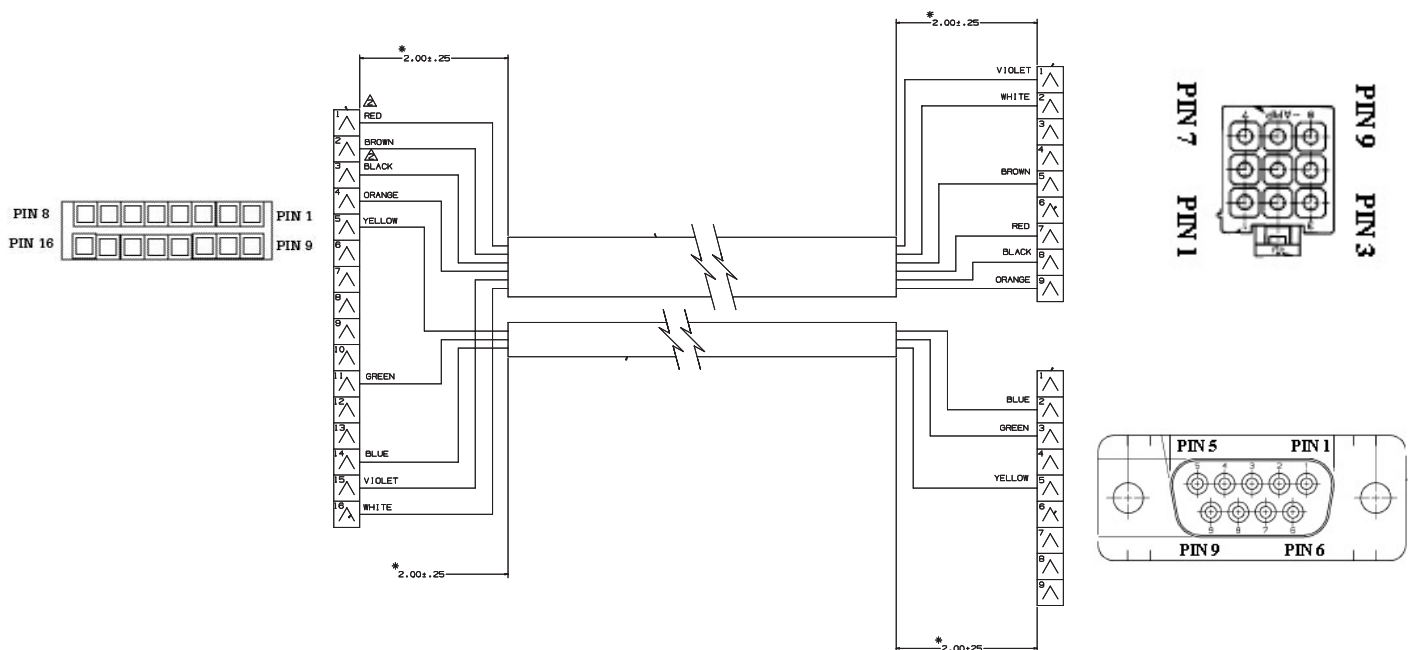 *
2.00±.25
*
2.00±.25
2
1 RED
2 BROWN
2
3 BLACK
4 ORANGE
5 YELLOW
6
7
8
9
10
11 GREEN
12
13
14 BLUE
15 VIOLET
16 WHITE
*
2.00±.25
PIN 8
PIN 1
PIN 16
PIN 9
VIOLET 1
WHITE 2
3
4
BROWN 5
6
RED 7
BLACK 8
ORANGE 9
1
BLUE 2
GREEN 3
4
YELLOW 5
6
7
8
9
*
2.00±25
PIN 7
PIN 9
PIN 1
PIN 3
7 -AMP- 8
PIN 5
PIN 1
5 4 3 2 1
9 8 7 6
PIN 9
PIN 6